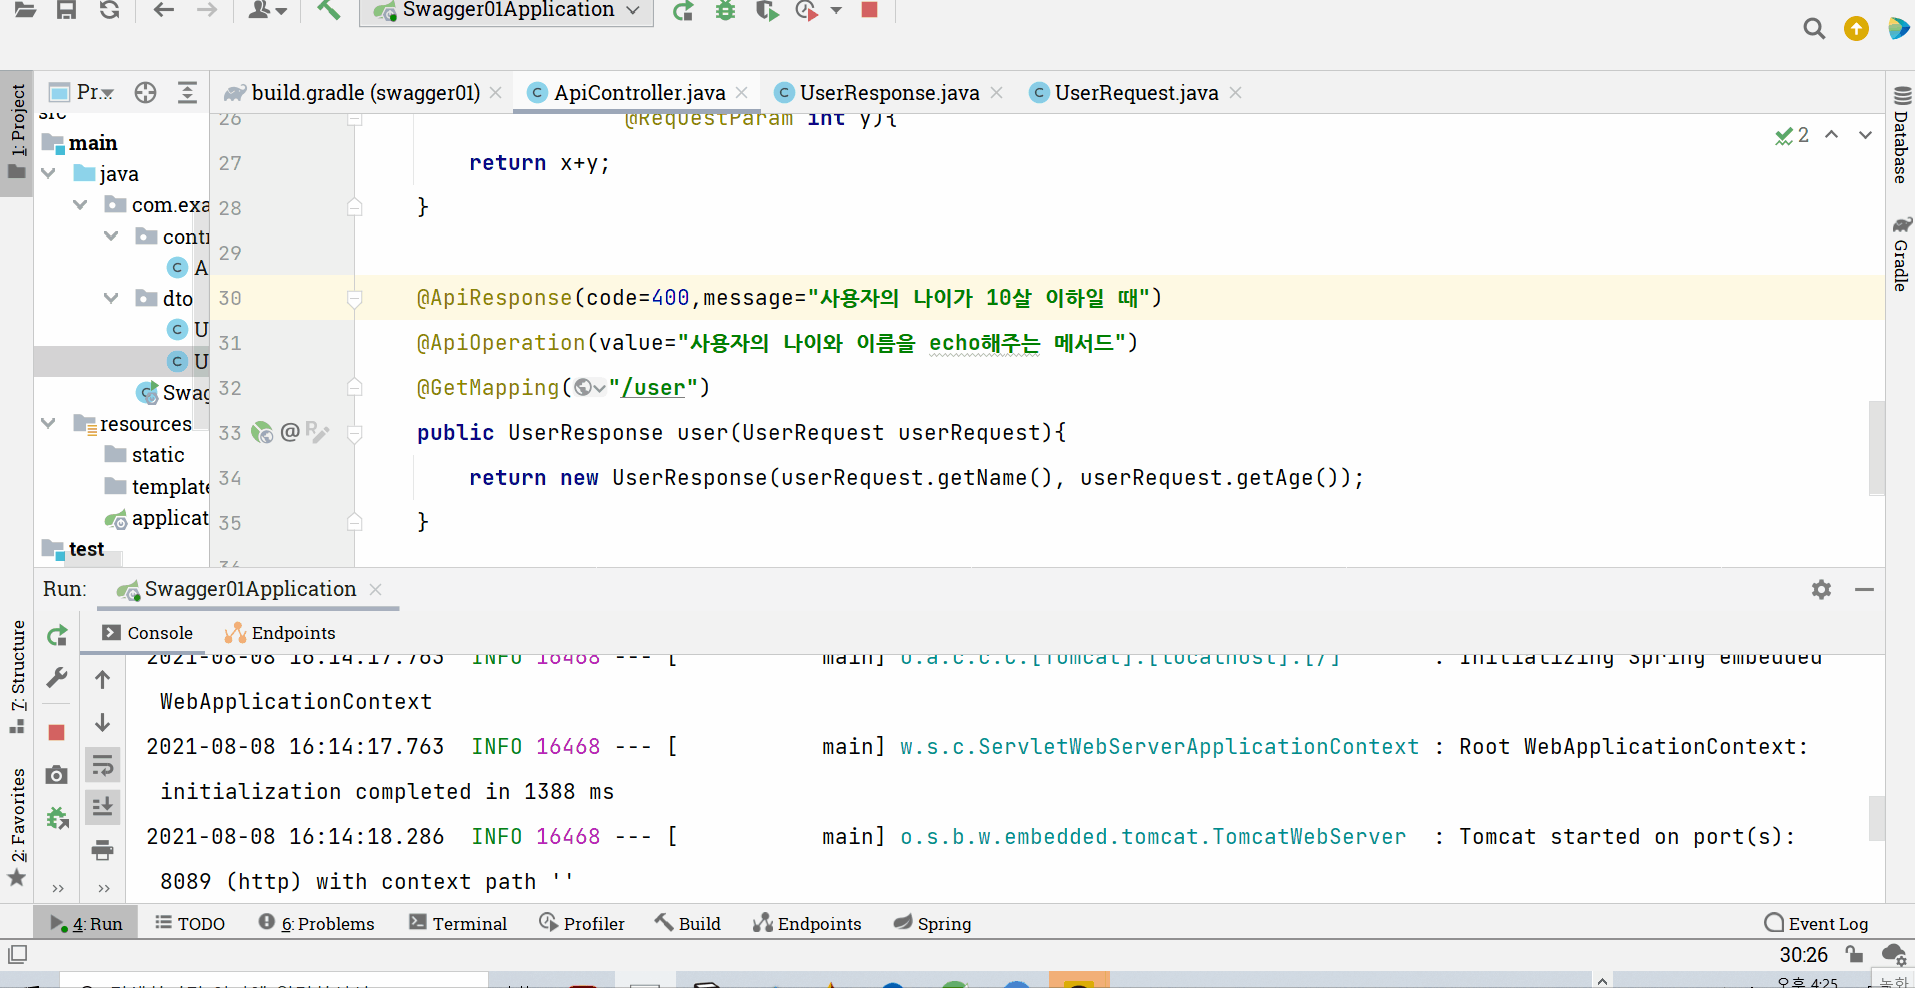 Swagger01Application
1: Project
Pr...
build.gradle (swagger01)
ApiController.java
UserResponse.java
UserRequest.java
src
main
java
com.exa
contr
A
dto
U
U
Swag
resources
static
template
applicat
test
26 @RequestParam int y){
27 return x+y;
28 }
29
30 @ApiResponse(code=400,message="사용자의 나이가 10살 이하일 때")
31 @ApiOperation(value="사용자의 나이와 이름을 echo해주는 메서드")
32 @GetMapping("/user")
33 public UserResponse user(UserRequest userRequest){
34 return new UserResponse(userRequest.getName(), userRequest.getAge());
35 }
36
2
Database
Gradle
Run: Swagger01Application
Console Endpoints
7: Structure
2: Favorites
2021-08-08 16:14:17.763 INFO 16468 --- [ main] o.a.c.c.C.[Tomcat].[localhost].[/] : Initializing Spring embedded
WebApplicationContext
2021-08-08 16:14:17.763 INFO 16468 --- [ main] w.s.c.ServletWebServerApplicationContext : Root WebApplicationContext:
initialization completed in 1388 ms
2021-08-08 16:14:18.286 INFO 16468 --- [ main] o.s.b.w.embedded.tomcat.TomcatWebServer : Tomcat started on port(s):
8089 (http) with context path ''
4: Run TODO 6: Problems Terminal Profiler Build Endpoints Spring Event Log
30:26
오후 4:25
녹화